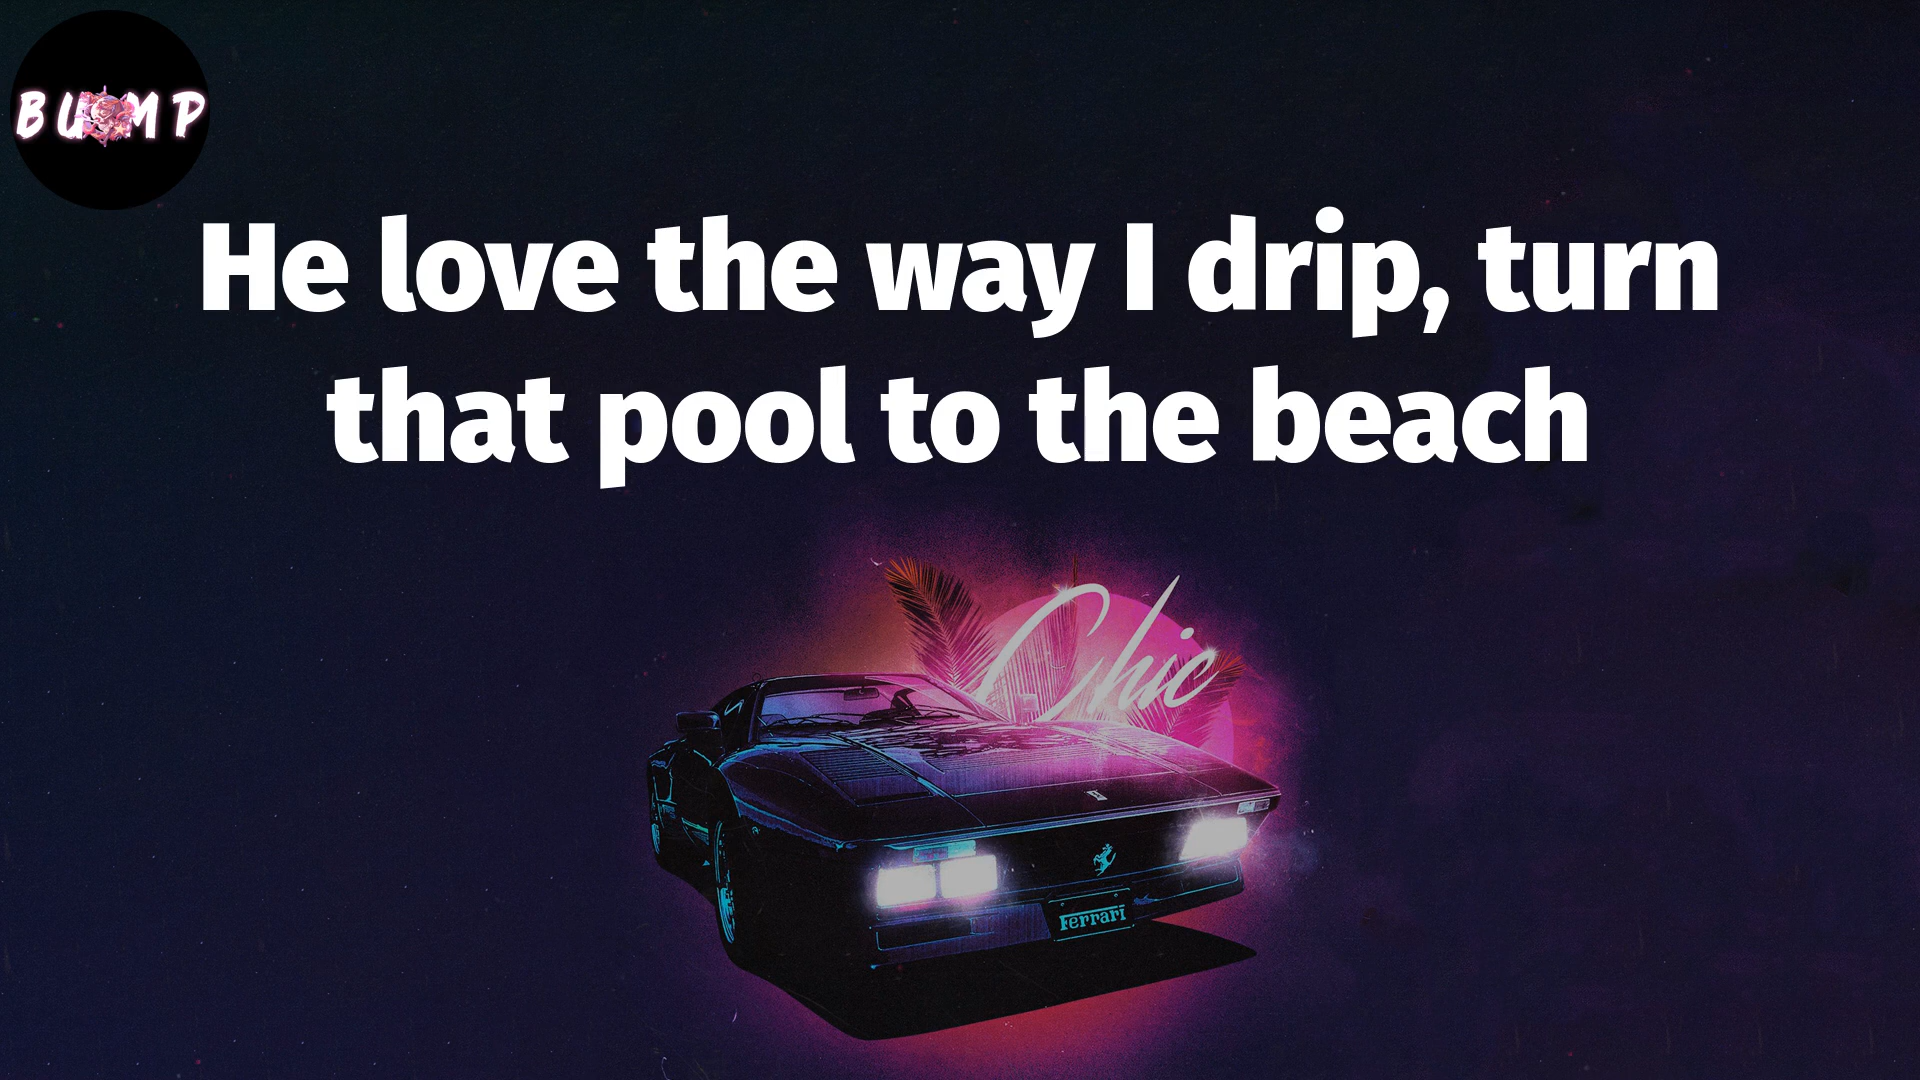 BUMP
He love the way I drip, turn
that pool to the beach
Chic
Ferrari